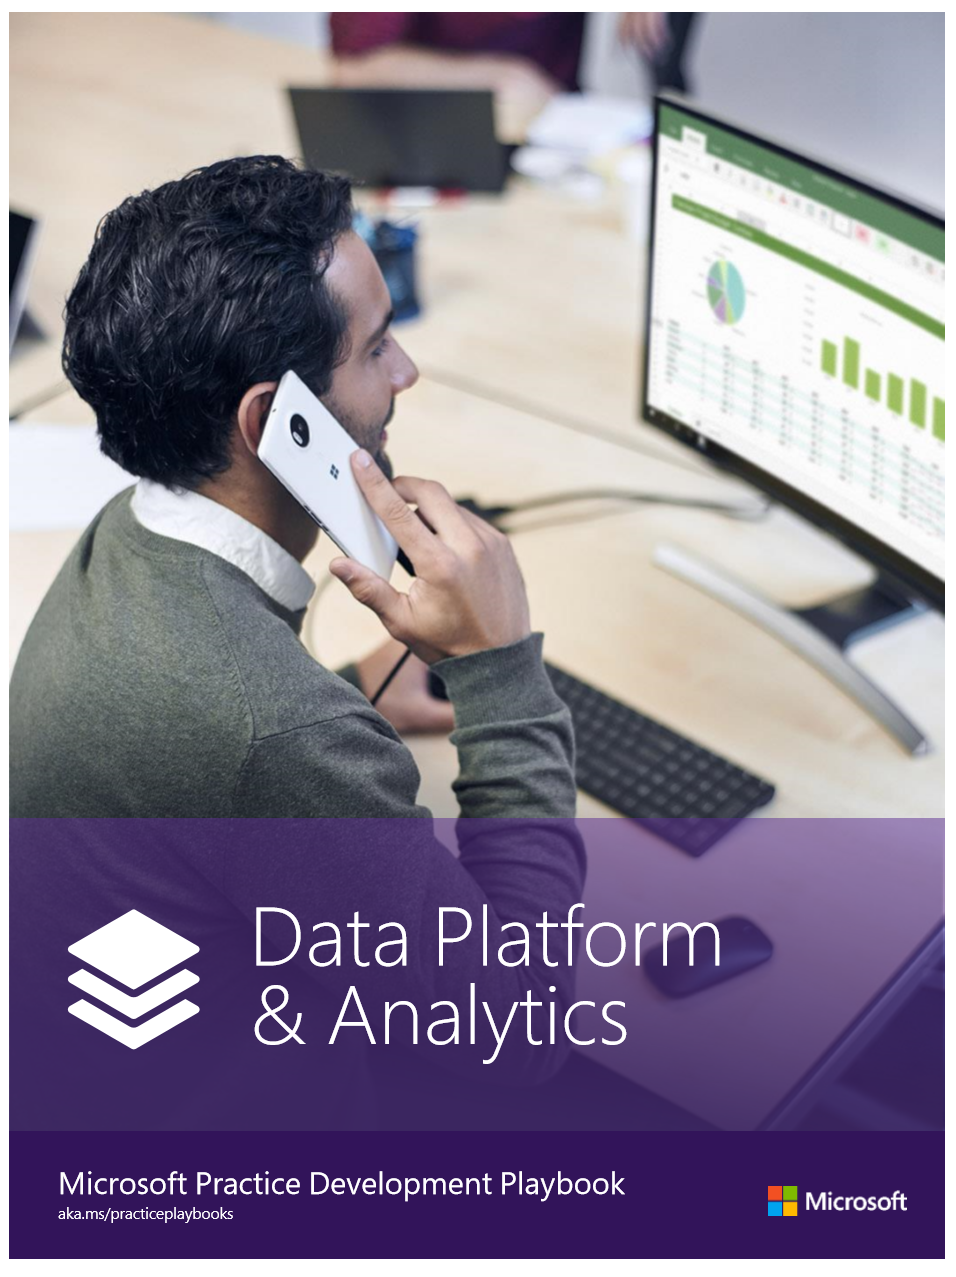 Data Platform
& Analytics
Microsoft Practice Development Playbook
aka.ms/practiceplaybooks
Microsoft